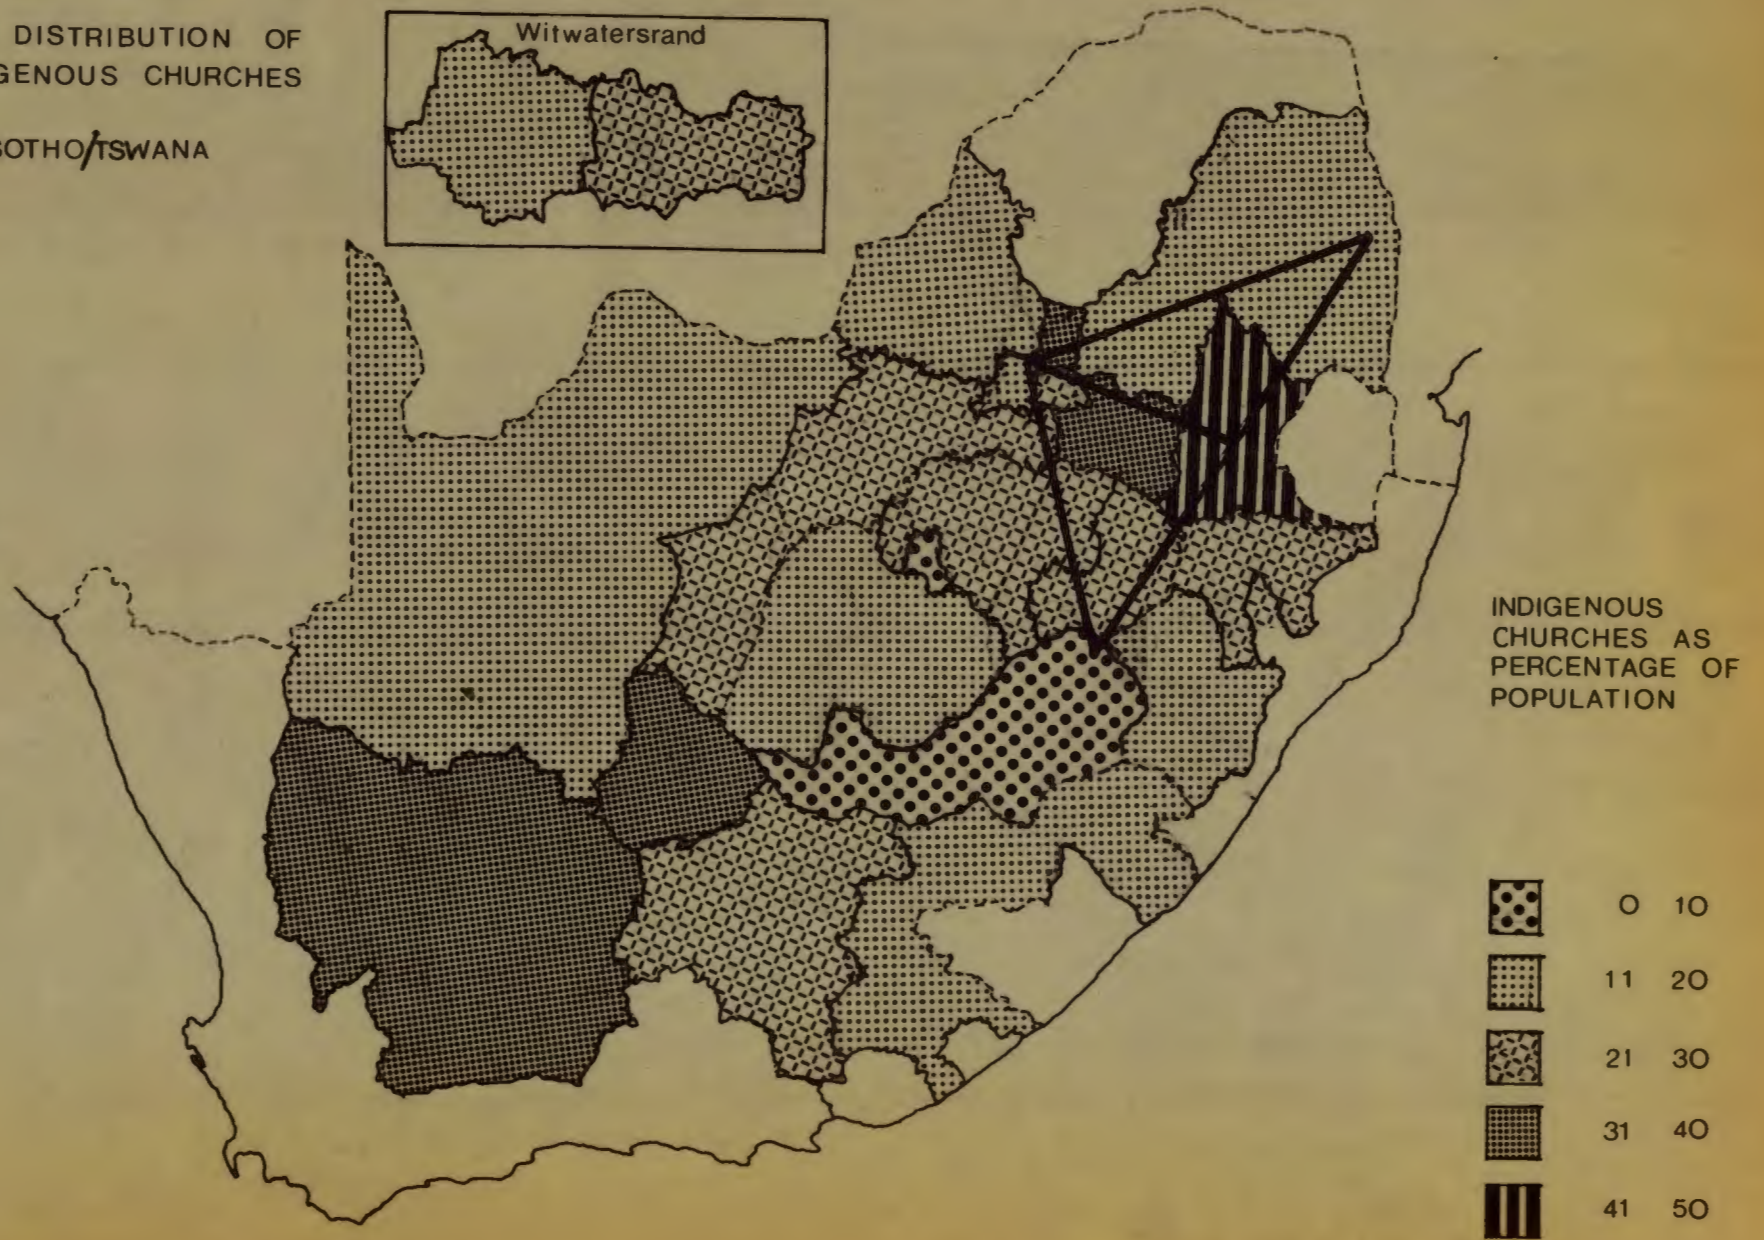 DISTRIBUTION OF
GENOUS CHURCHES
SOTHO/TSWANA
Witwatersrand
INDIGENOUS
CHURCHES AS
PERCENTAGE OF
POPULATION
0 10
11 20
21 30
31 40
41 50